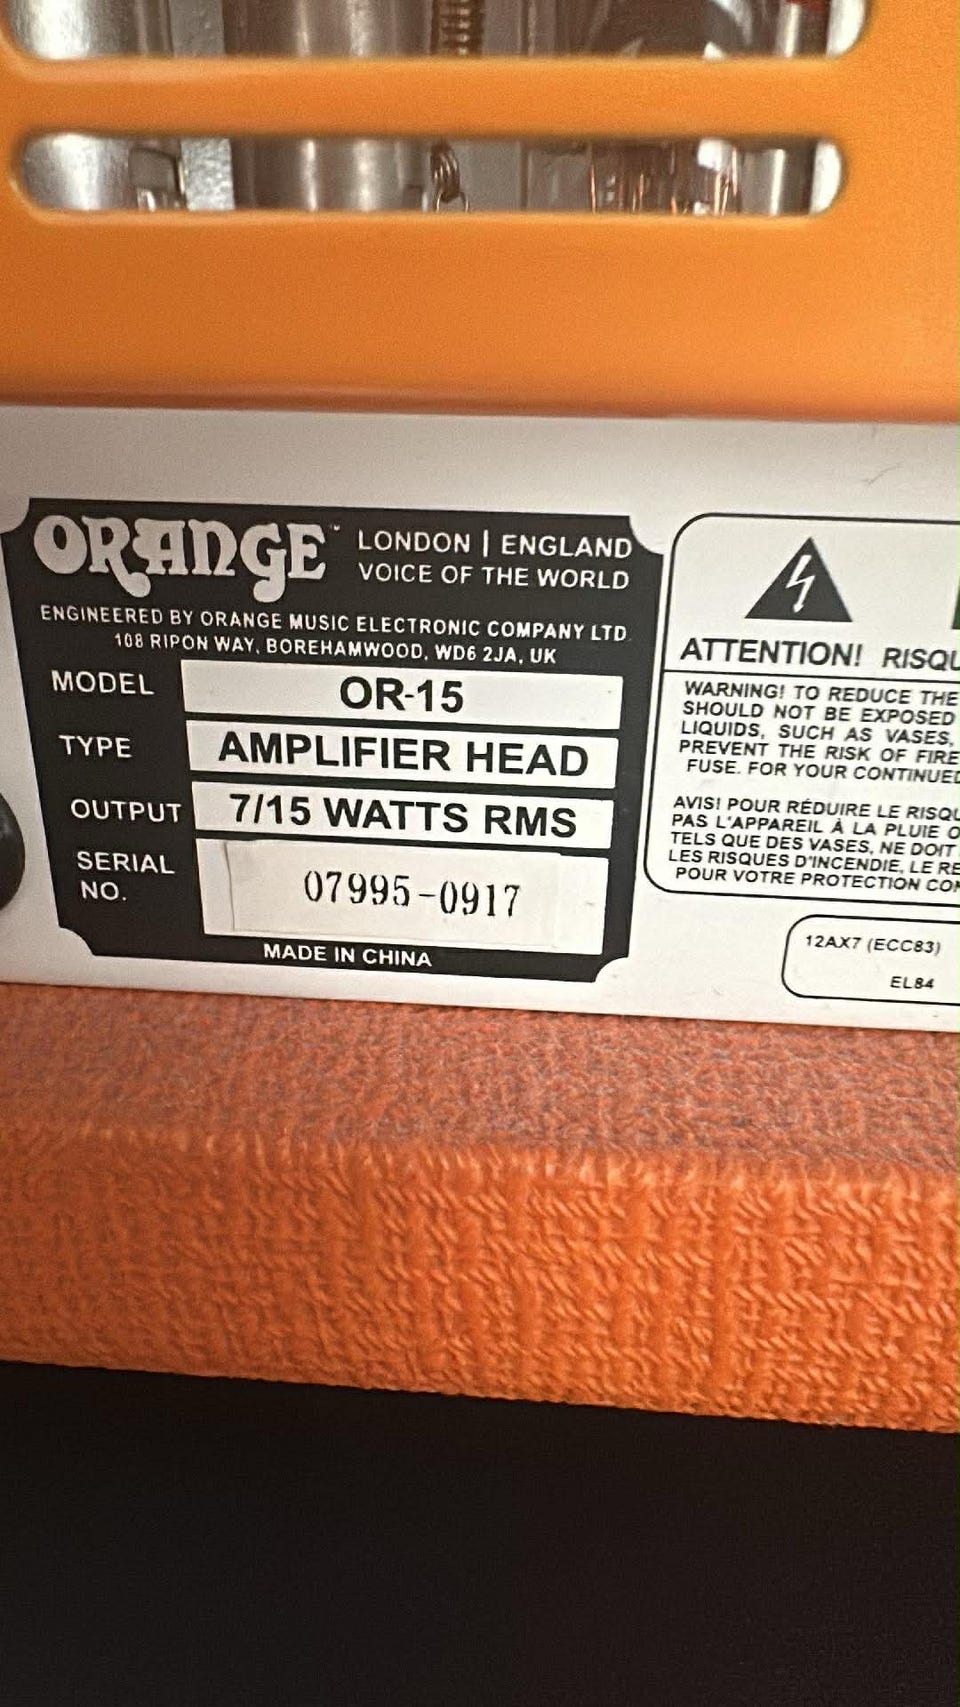 ORANGE™ LONDON | ENGLAND
VOICE OF THE WORLD
ENGINEERED BY ORANGE MUSIC ELECTRONIC COMPANY LTD.
108 RIPON WAY, BOREHAMWOOD, WD6 2JA, UK
MODEL OR-15
TYPE AMPLIFIER HEAD
OUTPUT 7/15 WATTS RMS
SERIAL NO. 07995-0917
MADE IN CHINA
ATTENTION! RISQU
WARNING! TO REDUCE THE
SHOULD NOT BE EXPOSED
LIQUIDS, SUCH AS VASES,
PREVENT THE RISK OF FIRE
FUSE. FOR YOUR CONTINUED
AVIS! POUR RÉDUIRE LE RISQU
PAS L'APPAREIL À LA PLUIE O
TELS QUE DES VASES, NE DOIT
LES RISQUES D'INCENDIE, LE RE
POUR VOTRE PROTECTION CON
12AX7 (ECC83)
EL84